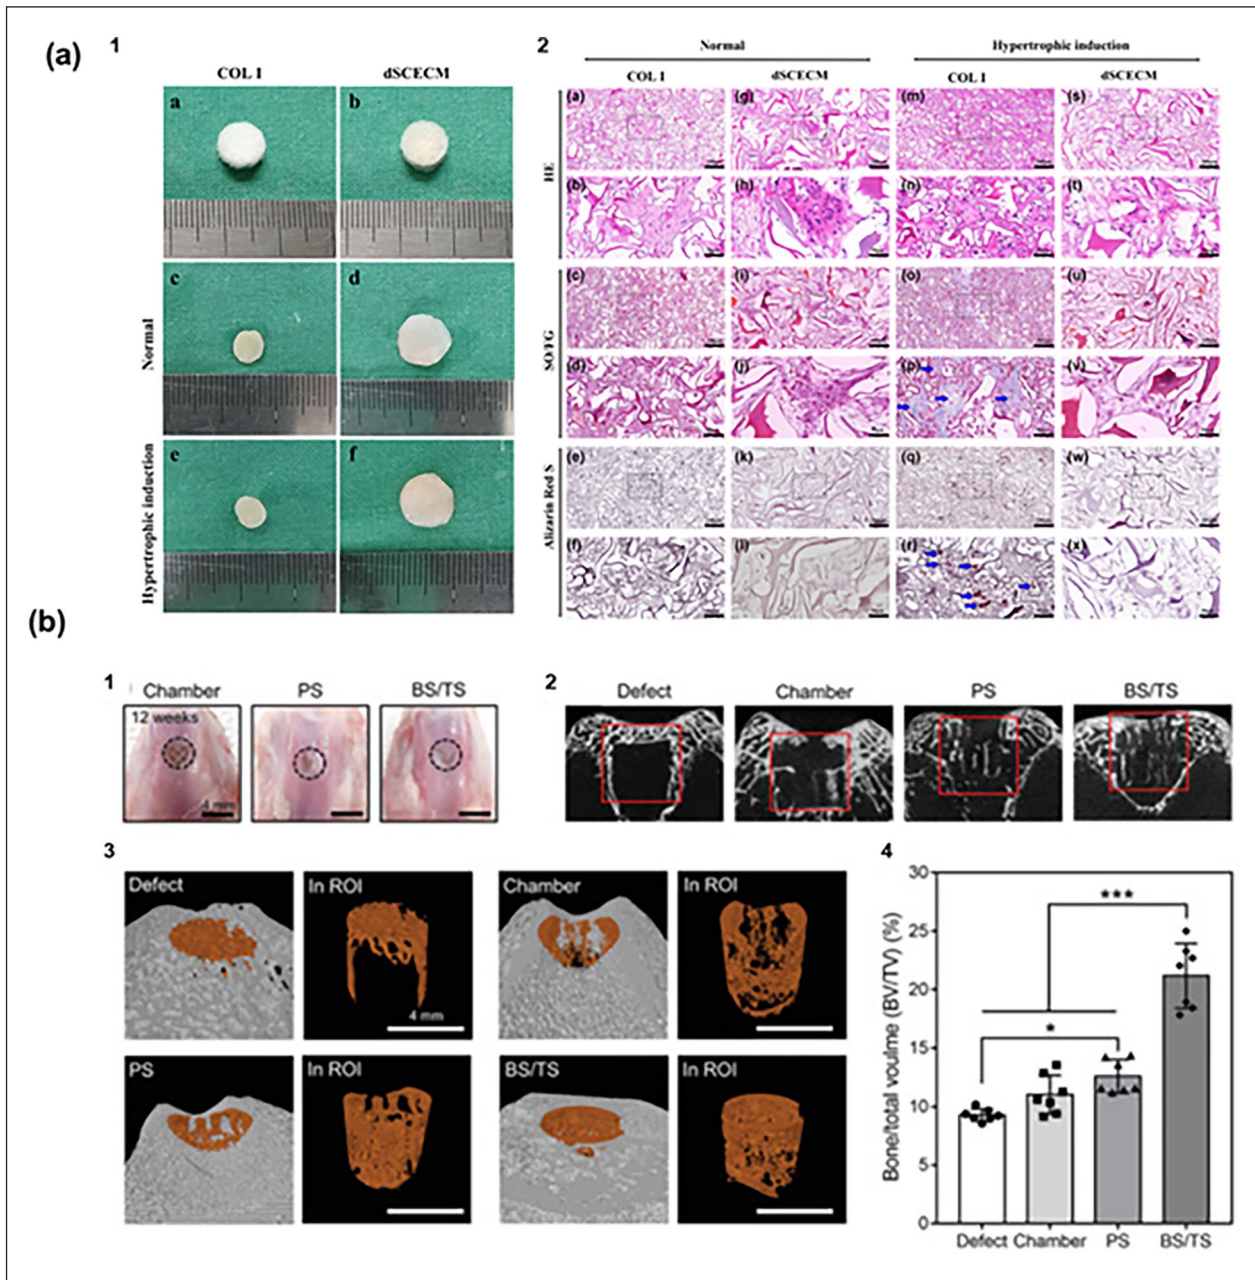 (a)
1
COL I dSCECM
a b
Normal
c d
Hypertrophic induction
e f
2
Normal Hypertrophic induction
COL I dSCECM COL I dSCECM
HE
(a) (g) (m) (s)
(b) (h) (n) (t)
SO/FG
(c) (i) (o) (u)
(d) (j) (p) (v)
Alizarin Red S
(e) (k) (q) (w)
(f) (l) (r) (x)
(b)
1
Chamber PS BS/TS
12 weeks
4 mm
2
Defect Chamber PS BS/TS
3
Defect In ROI Chamber In ROI
4 mm
PS In ROI BS/TS In ROI
4
Bone/total voulme (BV/TV) (%)
30
25
20
15
10
5
0
***
*
Defect Chamber PS BS/TS